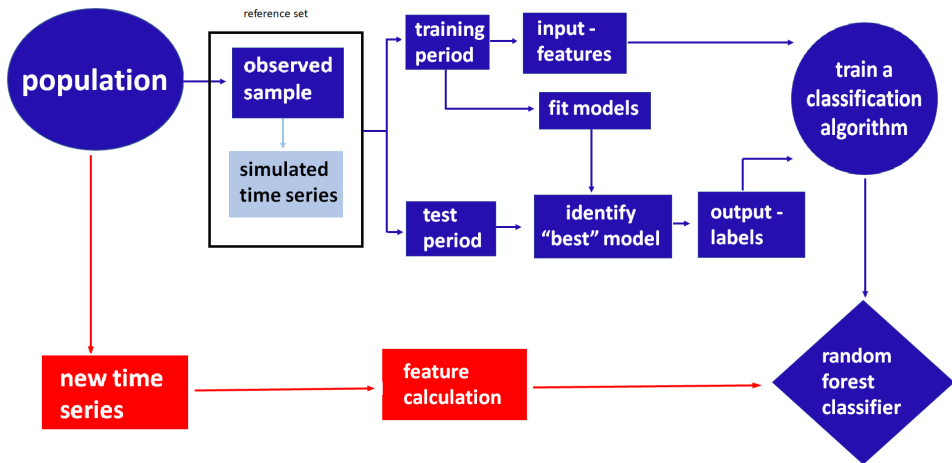 reference set
population
observed
sample
simulated
time series
training
period
input -
features
fit models
test
period
identify
“best” model
output -
labels
train a
classification
algorithm
new time
series
feature
calculation
random
forest
classifier